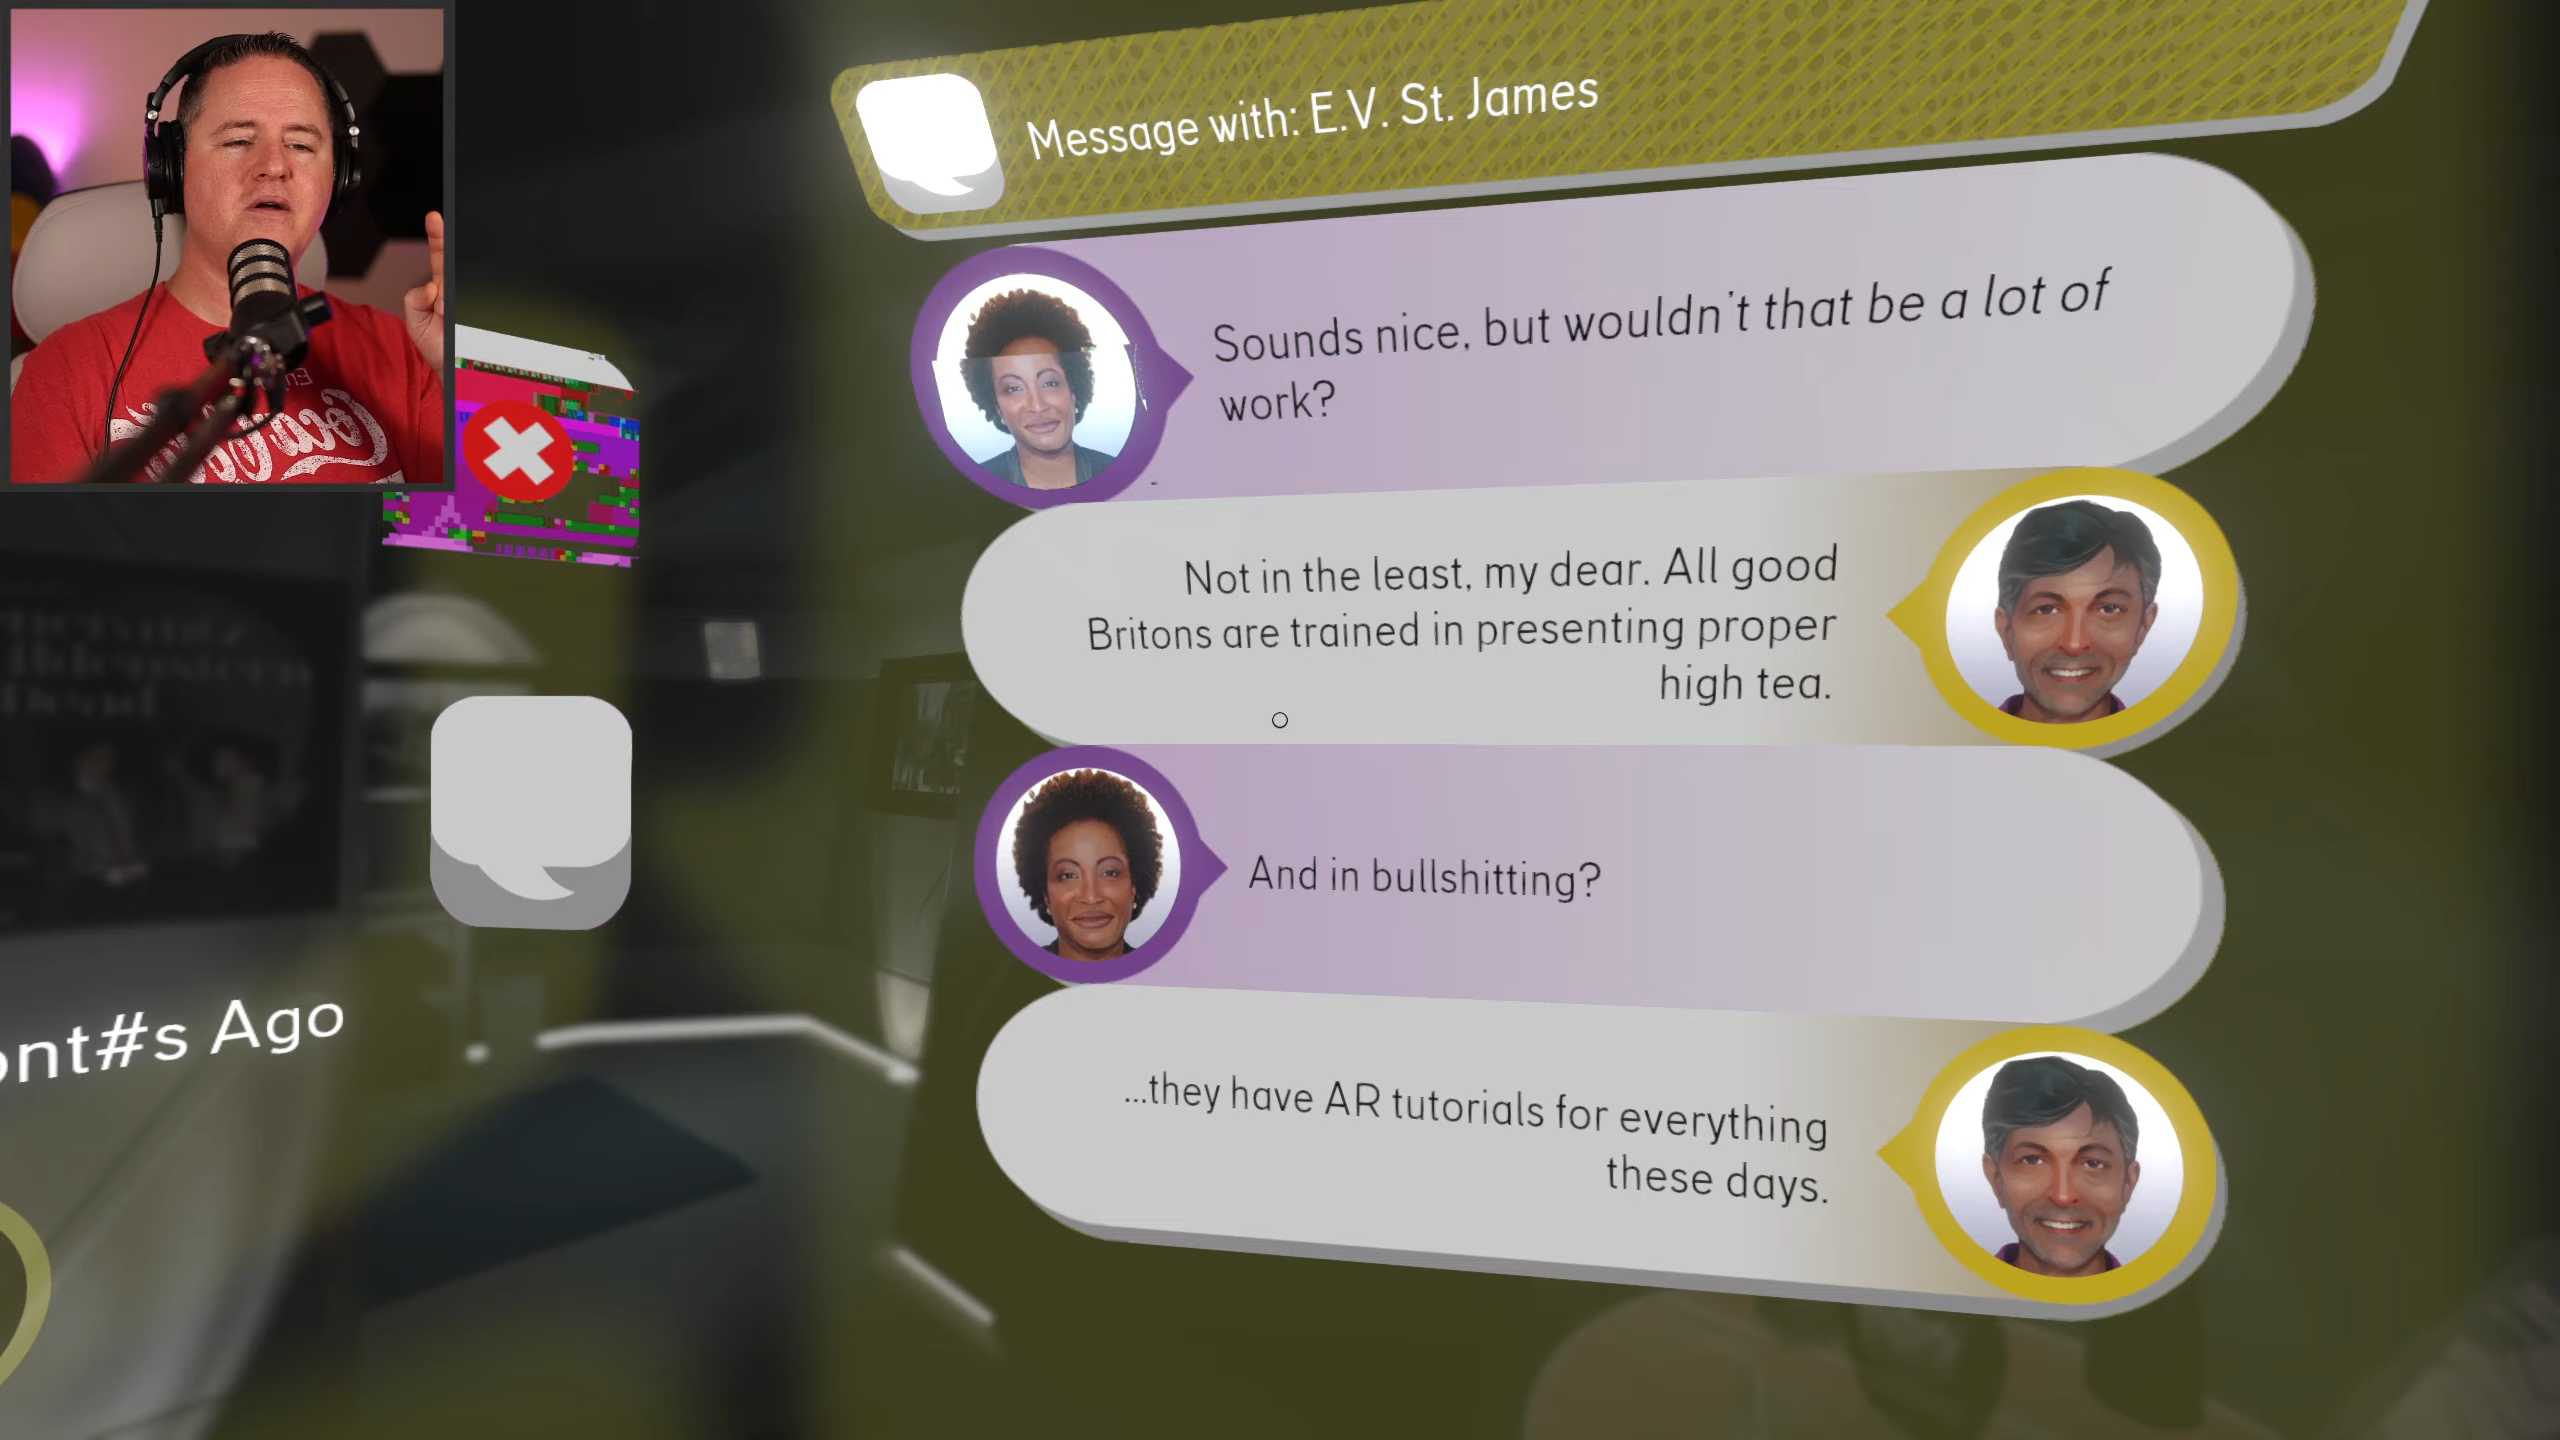 Message with: E.V. St. James
Sounds nice, but wouldn't that be a lot of
work?
Not in the least, my dear. All good
Britons are trained in presenting proper
high tea.
And in bullshitting?
...they have AR tutorials for everything
these days.
ont#s Ago
Coca-Cola